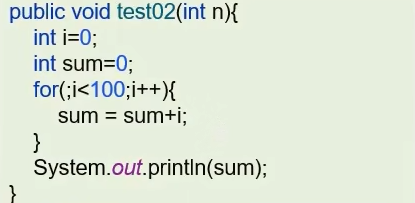 public void test02(int n){
int i=0;
int sum=0;
for(;i<100;i++){
sum = sum+i;
}
System.out.println(sum);
}